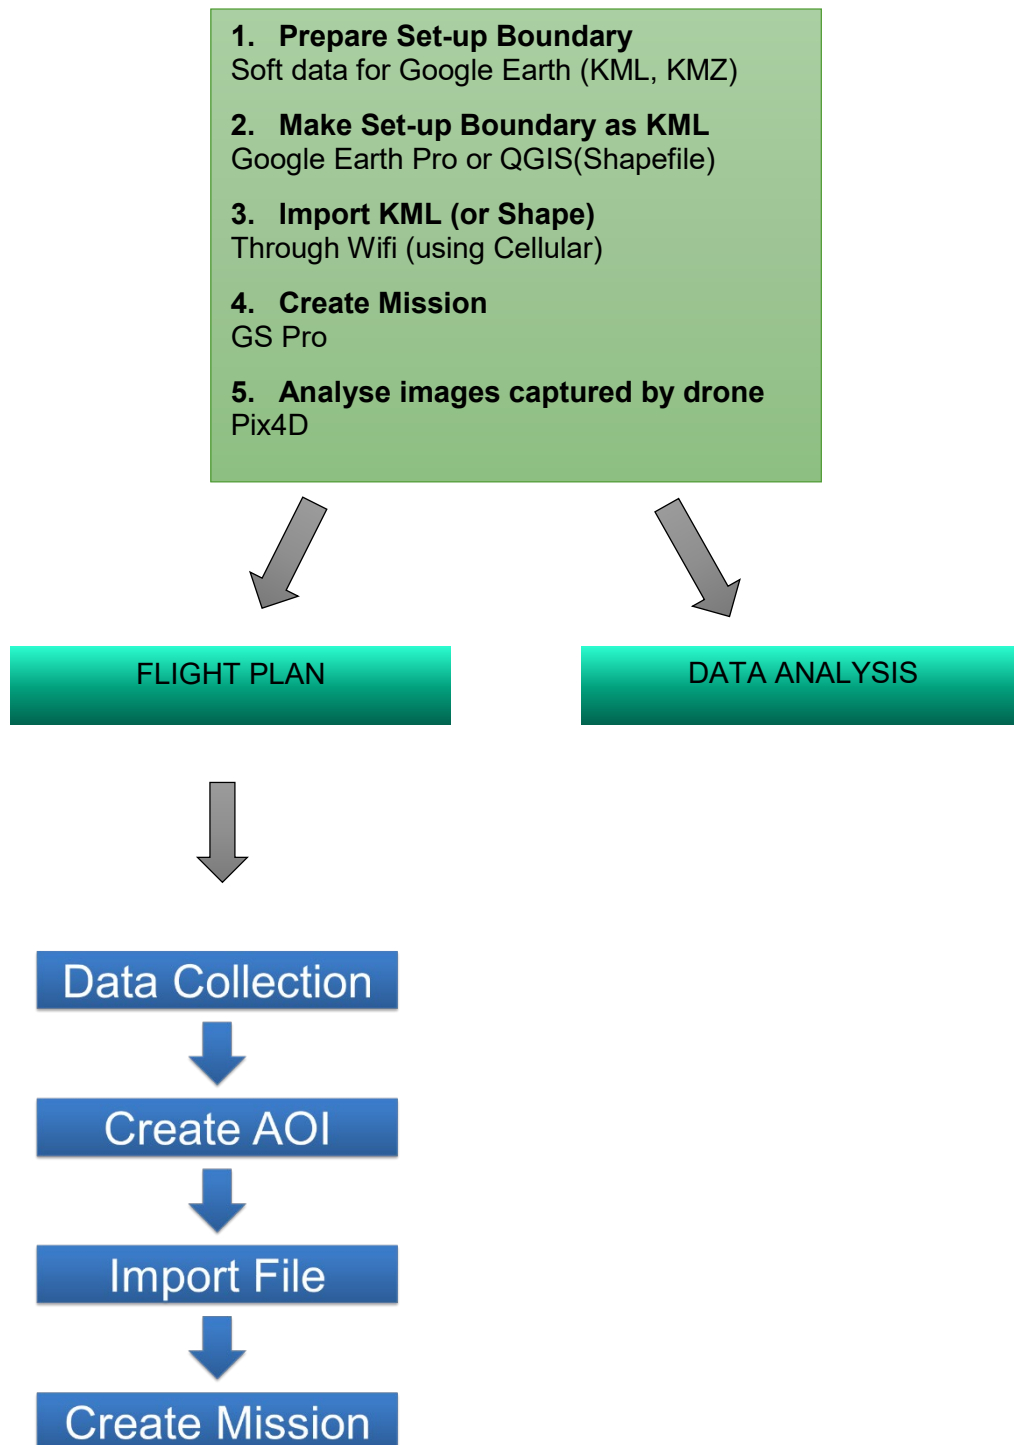 1. Prepare Set-up Boundary
Soft data for Google Earth (KML, KMZ)
2. Make Set-up Boundary as KML
Google Earth Pro or QGIS(Shapefile)
3. Import KML (or Shape)
Through Wifi (using Cellular)
4. Create Mission
GS Pro
5. Analyse images captured by drone
Pix4D
FLIGHT PLAN
DATA ANALYSIS
Data Collection
Create AOI
Import File
Create Mission